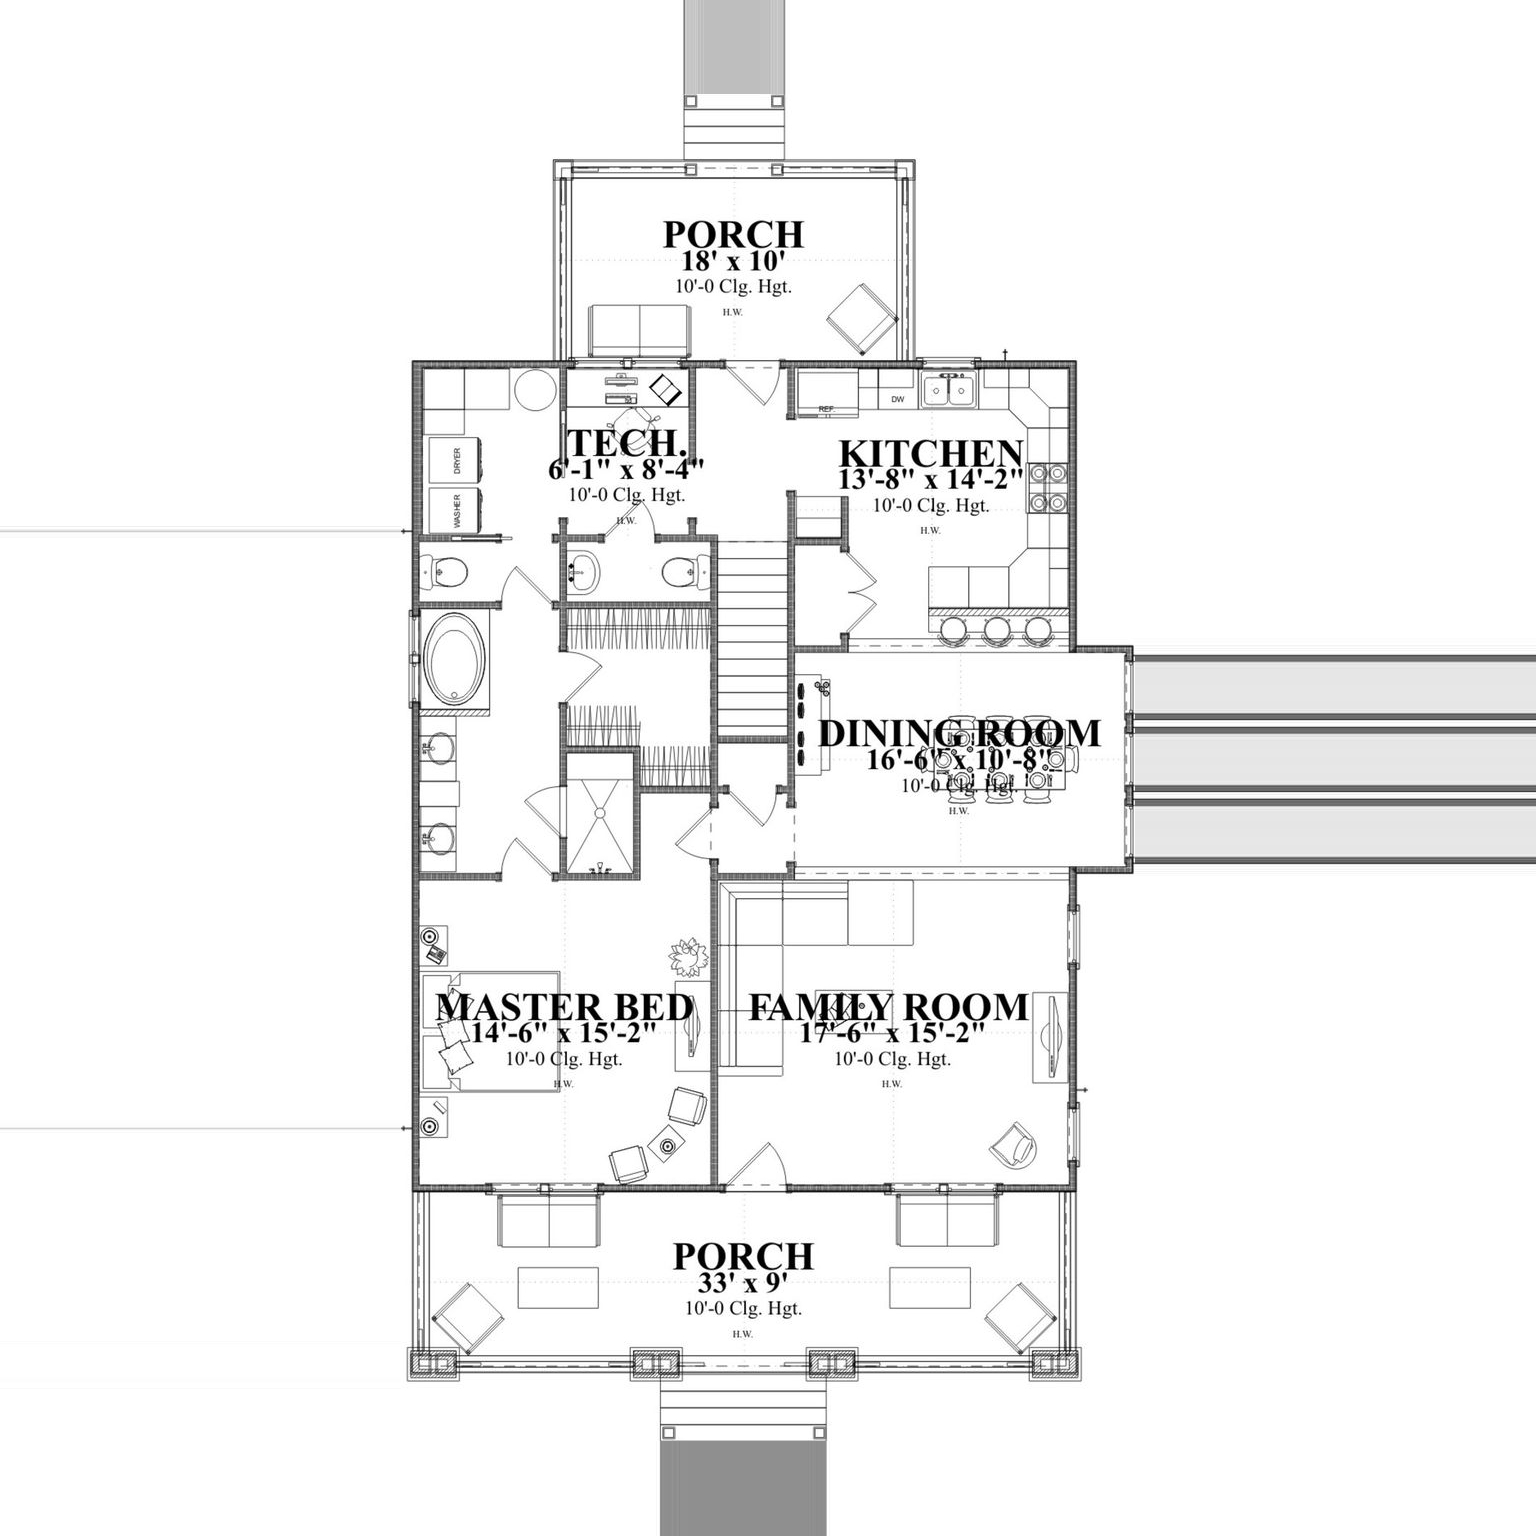 PORCH
18' x 10'
10'-0 Clg. Hgt.
H.W.
REF.
DW
DRYER
WASHER
TECH.
6'-1" x 8'-4"
10'-0 Clg. Hgt.
H.W.
KITCHEN
13'-8" x 14'-2"
10'-0 Clg. Hgt.
H.W.
DINING ROOM
16'-6" x 10'-8"
10'-0 Clg. Hgt.
H.W.
MASTER BED
14'-6" x 15'-2"
10'-0 Clg. Hgt.
H.W.
FAMILY ROOM
17'-6" x 15'-2"
10'-0 Clg. Hgt.
H.W.
PORCH
33' x 9'
10'-0 Clg. Hgt.
H.W.